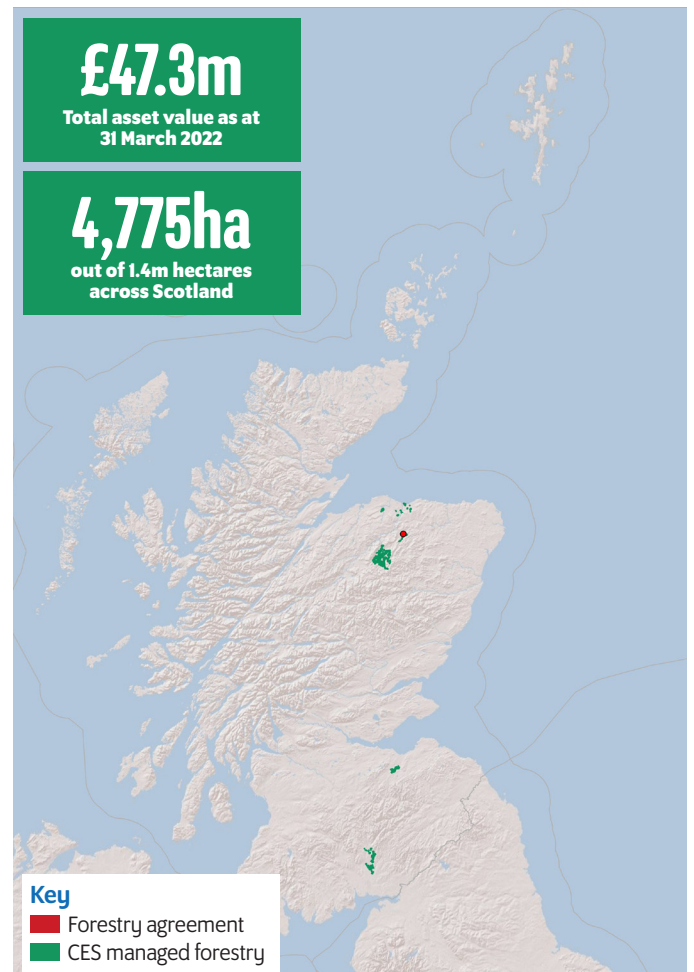 £47.3m
Total asset value as at
31 March 2022
4,775ha
out of 1.4m hectares
across Scotland
Key
Forestry agreement
CES managed forestry